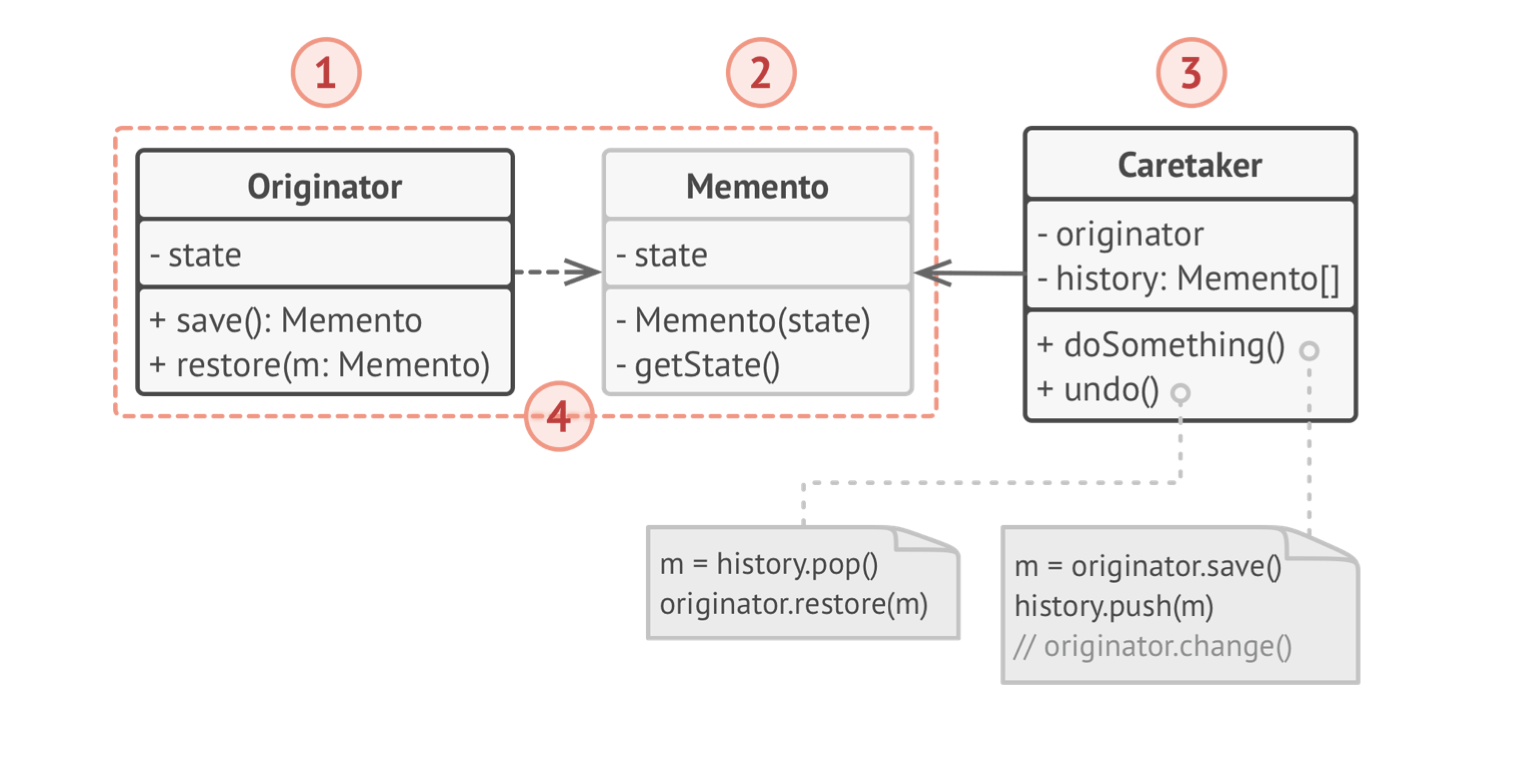 1
2
3
Originator
- state
+ save(): Memento
+ restore(m: Memento)
Memento
- state
- Memento(state)
- getState()
Caretaker
- originator
- history: Memento[]
+ doSomething()
+ undo()
4
m = history.pop()
originator.restore(m)
m = originator.save()
history.push(m)
// originator.change()